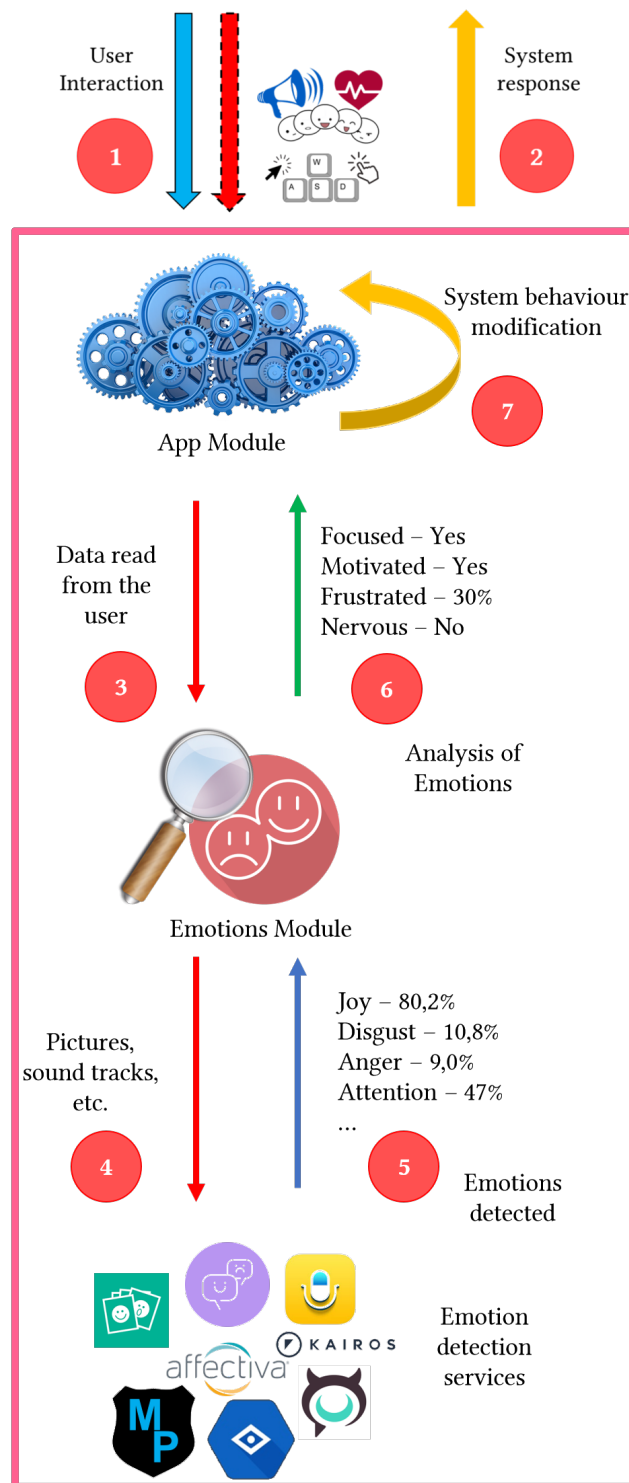 User
Interaction
1
System
response
2
W
A S D
System behaviour
modification
7
App Module
Data read
from the
user
3
Focused – Yes
Motivated – Yes
Frustrated – 30%
Nervous – No
6
Analysis of
Emotions
Emotions Module
Pictures,
sound tracks,
etc.
4
Joy – 80,2%
Disgust – 10,8%
Anger – 9,0%
Attention – 47%
...
5
Emotions
detected
KAIROS
affectiva
MP
Emotion
detection
services